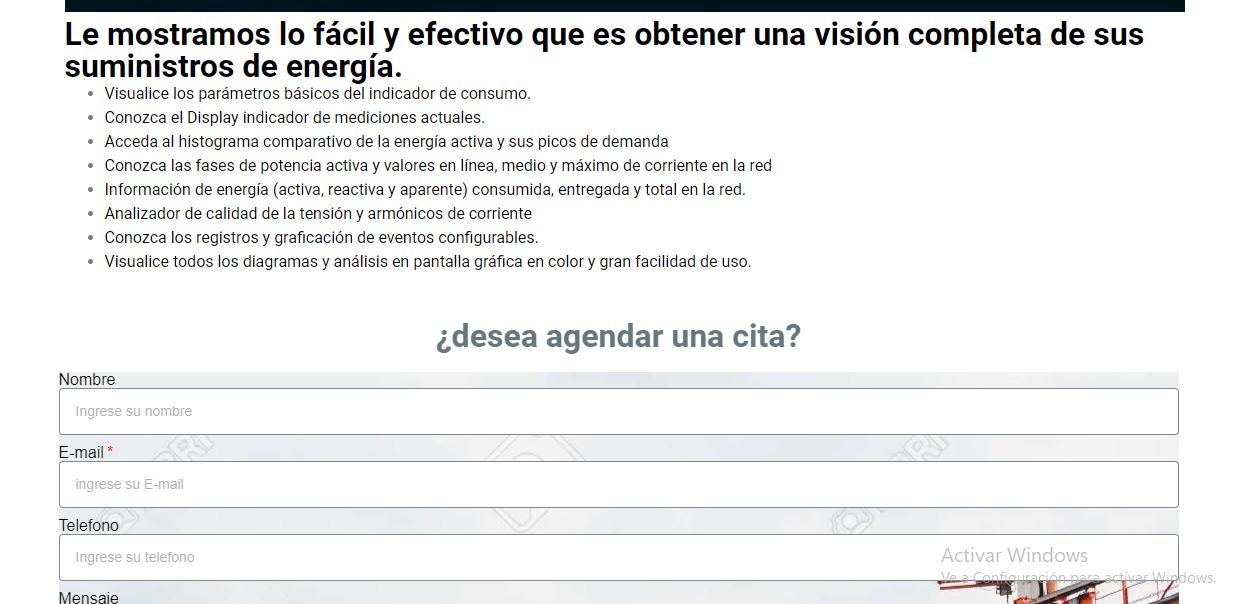 Le mostramos lo fácil y efectivo que es obtener una visión completa de sus
suministros de energía.
Visualice los parámetros básicos del indicador de consumo.
Conozca el Display indicador de mediciones actuales.
Acceda al histograma comparativo de la energía activa y sus picos de demanda
Conozca las fases de potencia activa y valores en línea, medio y máximo de corriente en la red
Información de energía (activa, reactiva y aparente) consumida, entregada y total en la red.
Analizador de calidad de la tensión y armónicos de corriente
Conozca los registros y graficación de eventos configurables.
Visualice todos los diagramas y análisis en pantalla gráfica en color y gran facilidad de uso.
¿desea agendar una cita?
Nombre
Ingrese su nombre
E-mail *
ingrese su E-mail
Telefono
Ingrese su telefono
Activar Windows
Ve a Configuración para activar Windows.
Mensaje